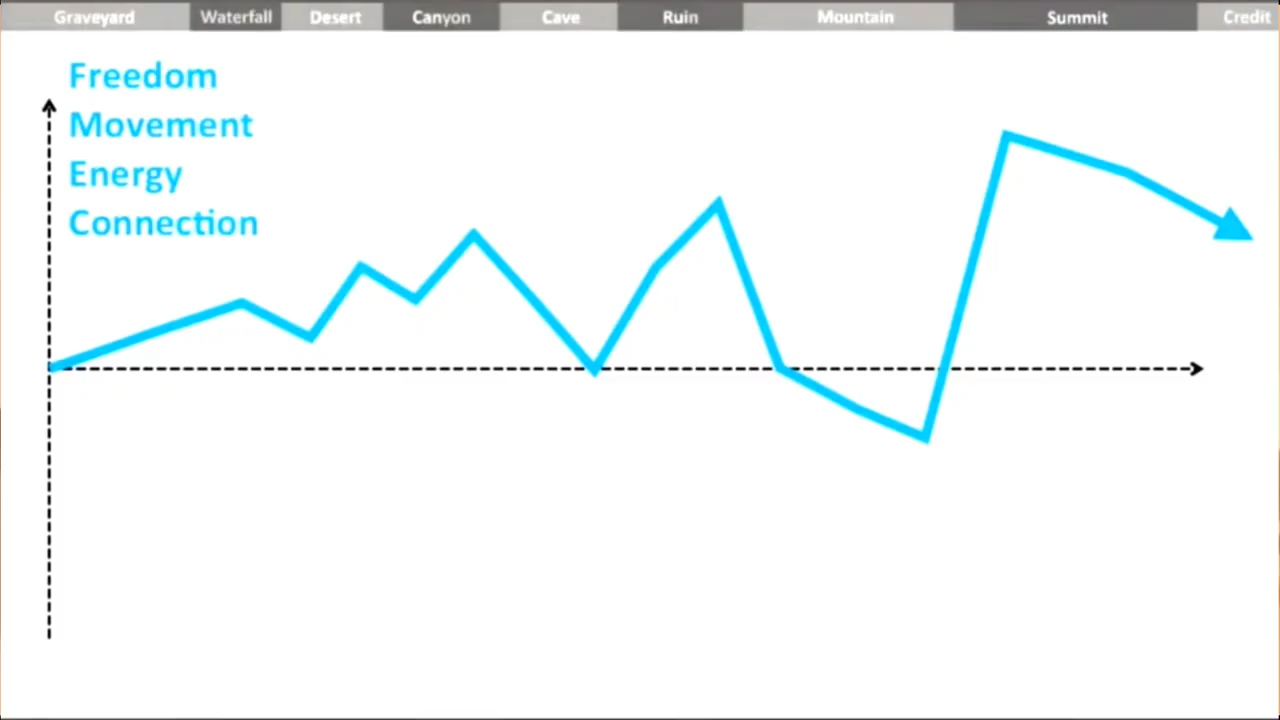 Graveyard Waterfall Desert Canyon Cave Ruin Mountain Summit Credit
Freedom
Movement
Energy
Connection